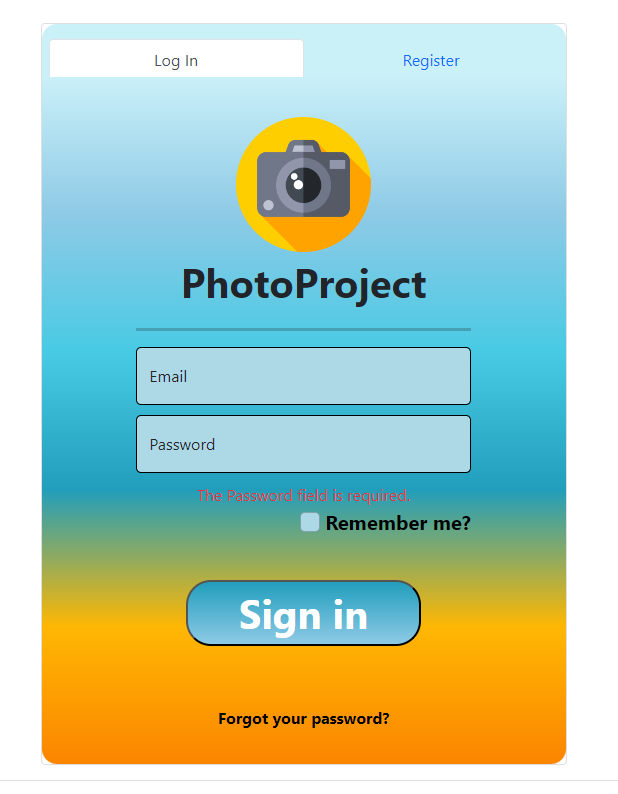 Log In
Register
PhotoProject
Email
Password
The Password field is required.
Remember me?
Sign in
Forgot your password?